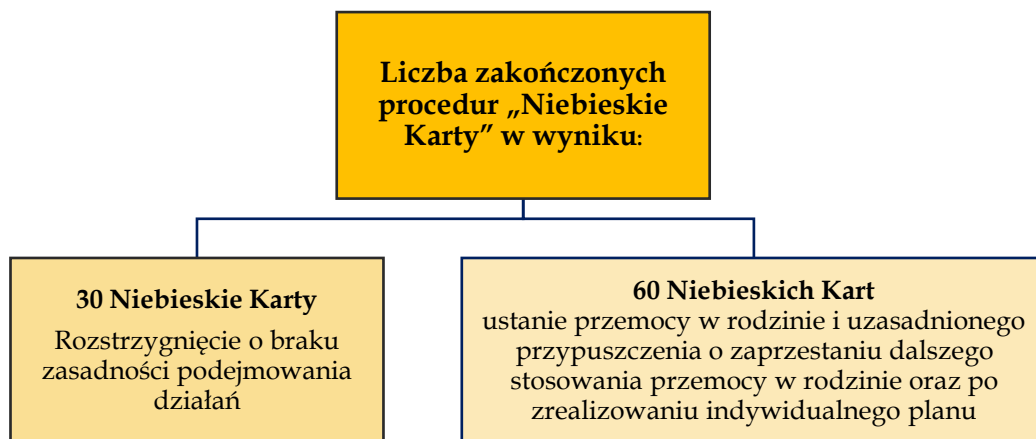 Liczba zakończonych
procedur „Niebieskie
Karty” w wyniku:
30 Niebieskie Karty
Rozstrzygnięcie o braku
zasadności podejmowania
działań
60 Niebieskich Kart
ustanie przemocy w rodzinie i uzasadnionego
przypuszczenia o zaprzestaniu dalszego
stosowania przemocy w rodzinie oraz po
zrealizowaniu indywidualnego planu